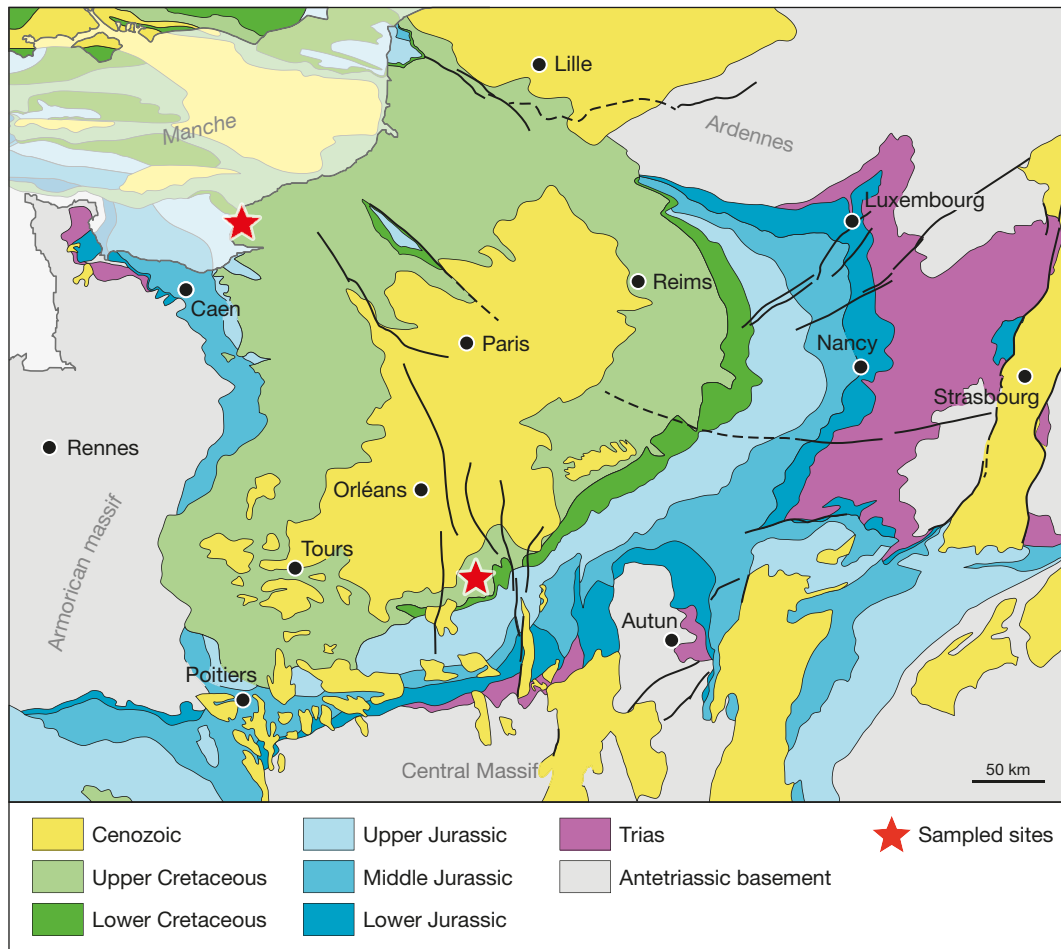 Lille
Manche
Ardennes
Luxembourg
Reims
Caen
Paris
Nancy
Strasbourg
Rennes
Orléans
Armorican massif
Tours
Autun
Poitiers
Central Massif
50 km
Cenozoic
Upper Jurassic
Trias
Sampled sites
Upper Cretaceous
Middle Jurassic
Antetriassic basement
Lower Cretaceous
Lower Jurassic